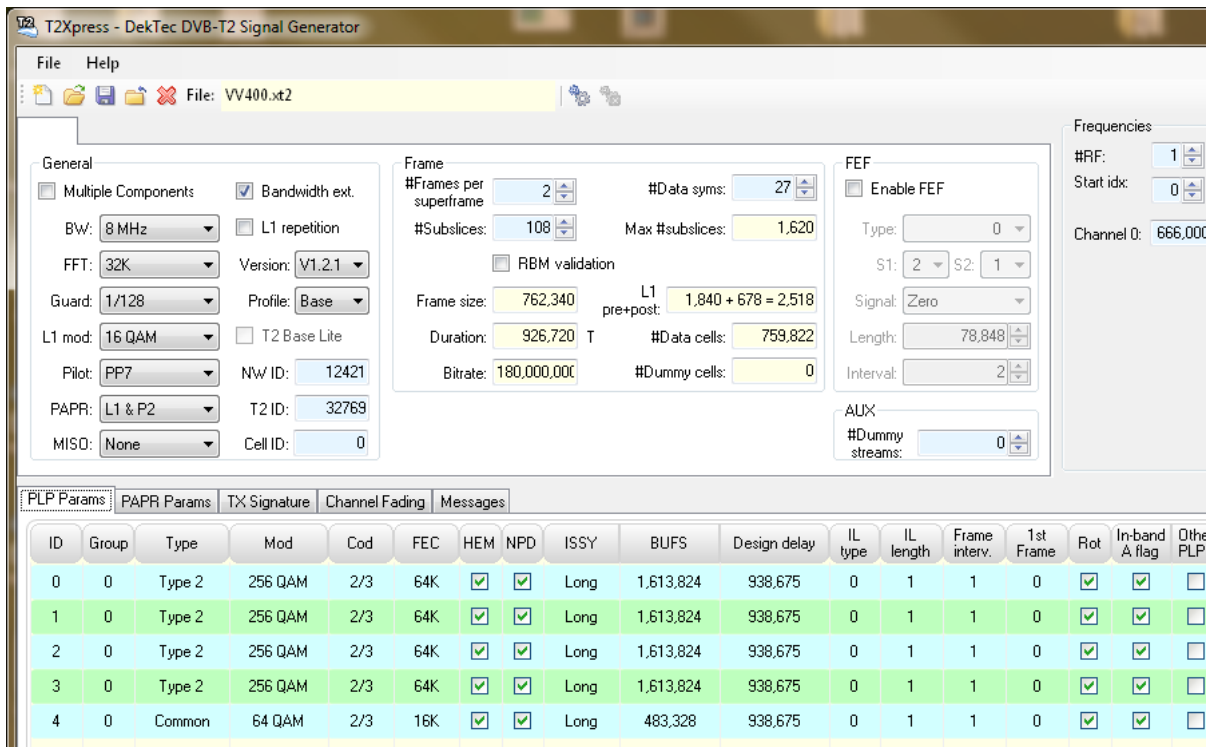 T2 T2Xpress - DekTec DVB-T2 Signal Generator
File Help
File: VV400.xt2
General
Multiple Components Bandwidth ext.
BW: 8 MHz L1 repetition
FFT: 32K Version: V1.2.1
Guard: 1/128 Profile: Base
L1 mod: 16 QAM T2 Base Lite
Pilot: PP7 NW ID: 12421
PAPR: L1 & P2 T2 ID: 32769
MISO: None Cell ID: 0
Frame
#Frames per superframe 2 #Data syms: 27
#Subslices: 108 Max #subslices: 1,620
RBM validation
Frame size: 762,340 L1 pre+post: 1,840 + 678 = 2,518
Duration: 926,720 T #Data cells: 759,822
Bitrate: 180,000,000 #Dummy cells: 0
FEF
Enable FEF
Type: 0
S1: 2 S2: 1
Signal: Zero
Length: 78,848
Interval: 2
AUX
#Dummy streams: 0
Frequencies
#RF: 1
Start idx: 0
Channel 0: 666,000
PLP Params PAPR Params TX Signature Channel Fading Messages
ID Group Type Mod Cod FEC HEM NPD ISSY BUFS Design delay IL type IL length Frame interv. 1st Frame Rot In-band A flag Othe PLP
0 0 Type 2 256 QAM 2/3 64K Long 1,613,824 938,675 0 1 1 0
1 0 Type 2 256 QAM 2/3 64K Long 1,613,824 938,675 0 1 1 0
2 0 Type 2 256 QAM 2/3 64K Long 1,613,824 938,675 0 1 1 0
3 0 Type 2 256 QAM 2/3 64K Long 1,613,824 938,675 0 1 1 0
4 0 Common 64 QAM 2/3 16K Long 483,328 938,675 0 1 1 0